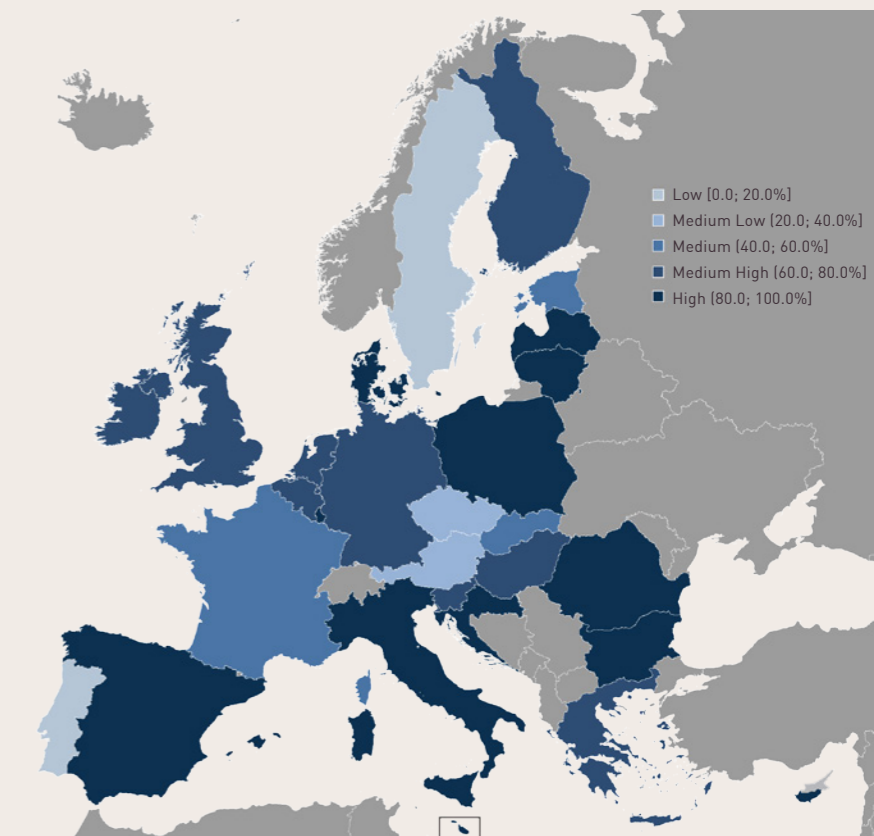 Low [0.0; 20.0%]
Medium Low (20.0; 40.0%]
Medium (40.0; 60.0%]
Medium High (60.0; 80.0%]
High (80.0; 100.0%]